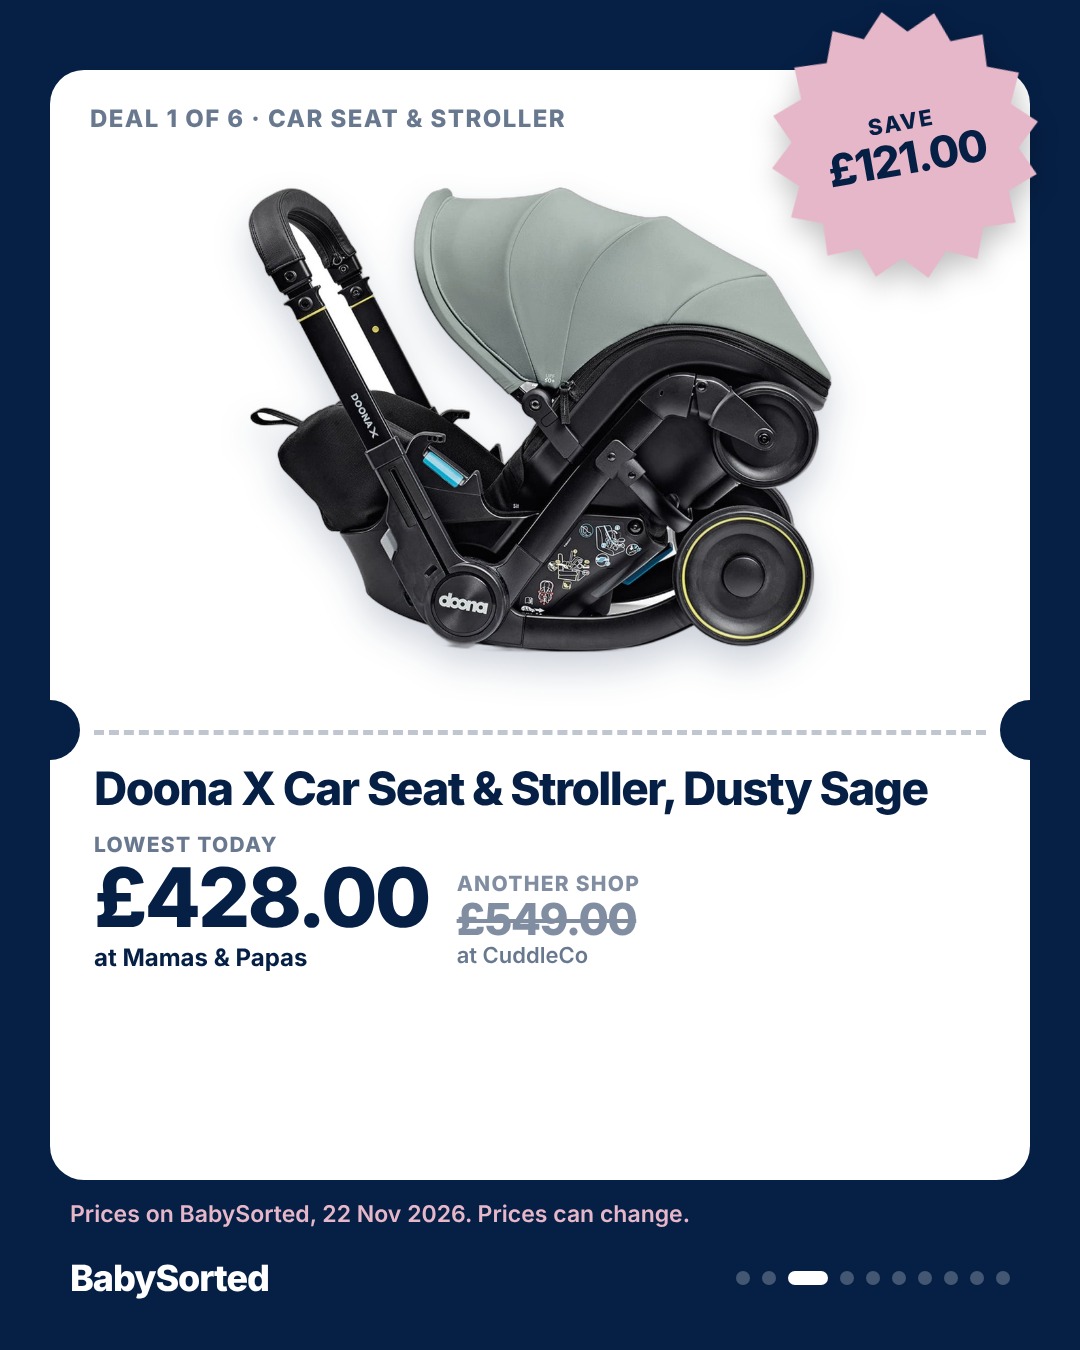 DEAL 1 OF 6 · CAR SEAT & STROLLER
SAVE
£121.00
DOONA X
doona
Doona X Car Seat & Stroller, Dusty Sage
LOWEST TODAY
£428.00
at Mamas & Papas
ANOTHER SHOP
£549.00
at CuddleCo
Prices on BabySorted, 22 Nov 2026. Prices can change.
BabySorted